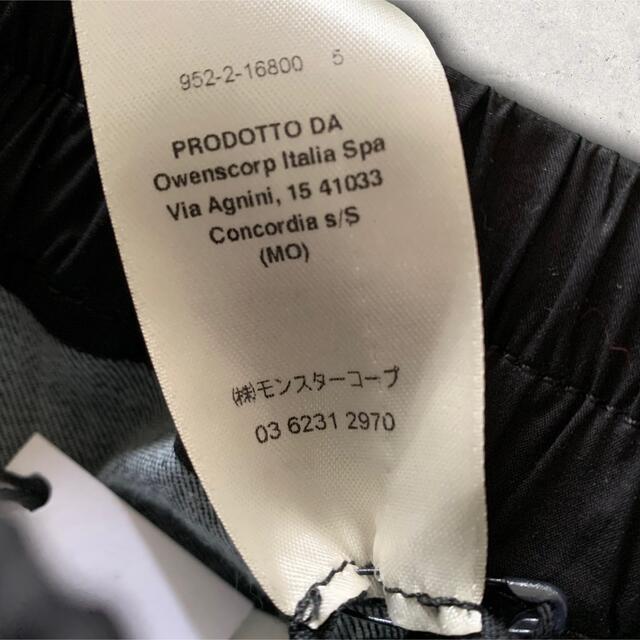 952-2-16800 5
PRODOTTO DA
Owenscorp Italia Spa
Via Agnini, 15 41033
Concordia s/S
(MO)
㈱モンスターコープ
03 6231 2970